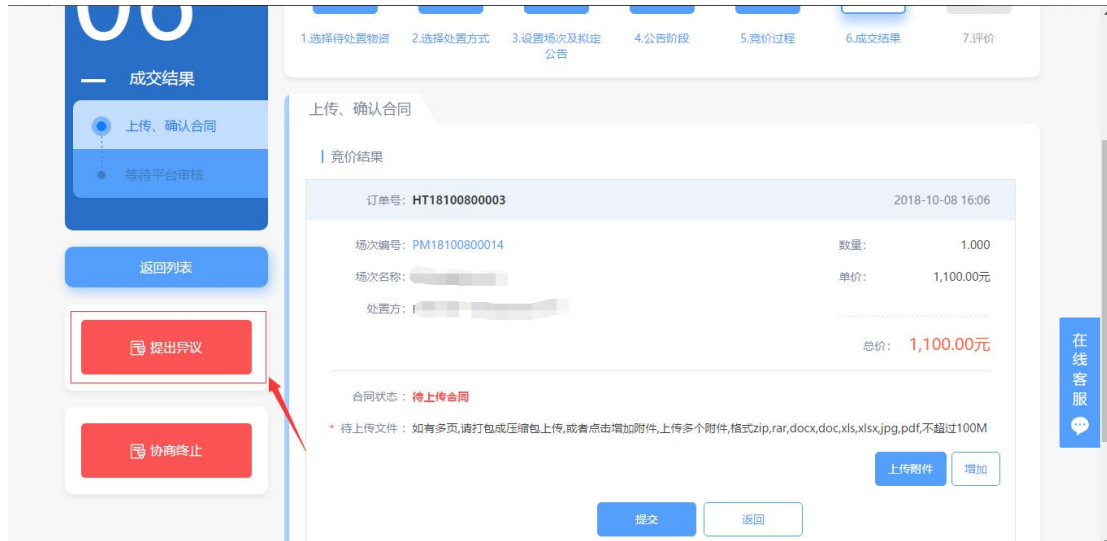 06
成交结果
上传、确认合同
等待平台审核
返回列表
提出异议
协商终止
1.选择待处置物资 2.选择处置方式 3.设置场次及拟定公告 4.公告阶段 5.竞价过程 6.成交结果 7.评价
上传、确认合同
竞价结果
订单号: HT18100800003 2018-10-08 16:06
场次编号: PM18100800014 数量: 1.000
场次名称: 单价: 1,100.00元
处置方:
总价: 1,100.00元
合同状态: 待上传合同
* 待上传文件: 如有多页,请打包成压缩包上传,或者点击增加附件,上传多个附件,格式zip,rar,docx,doc,xls,xlsx,jpg,pdf,不超过100M
上传附件 增加
提交 返回
在线客服